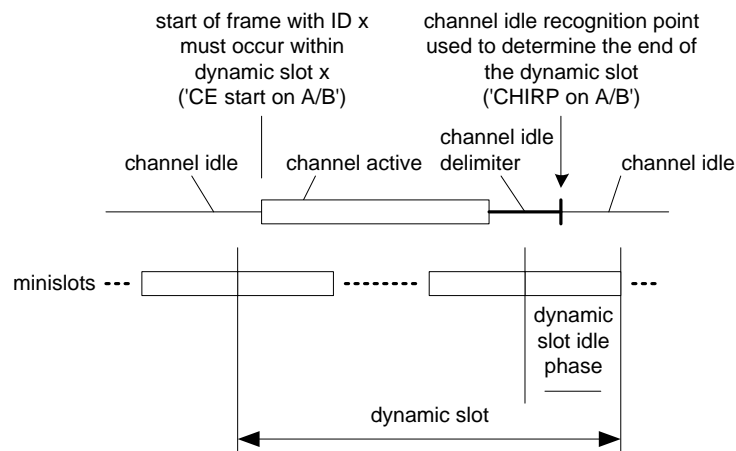 start of frame with ID x
must occur within
dynamic slot x
('CE start on A/B')
channel idle recognition point
used to determine the end of
the dynamic slot
('CHIRP on A/B')
channel idle
channel active
channel idle
delimiter
channel idle
minislots
dynamic
slot idle
phase
dynamic slot